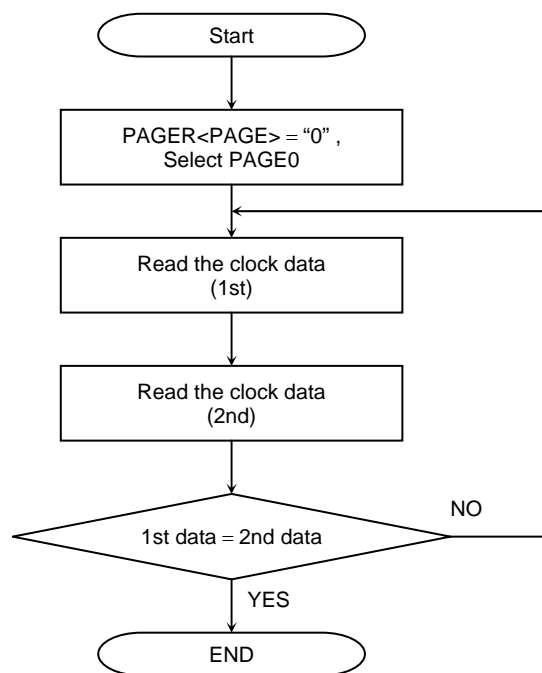 Start
PAGER<PAGE> = “0” ,
Select PAGE0
Read the clock data
(1st)
Read the clock data
(2nd)
NO
1st data = 2nd data
YES
END